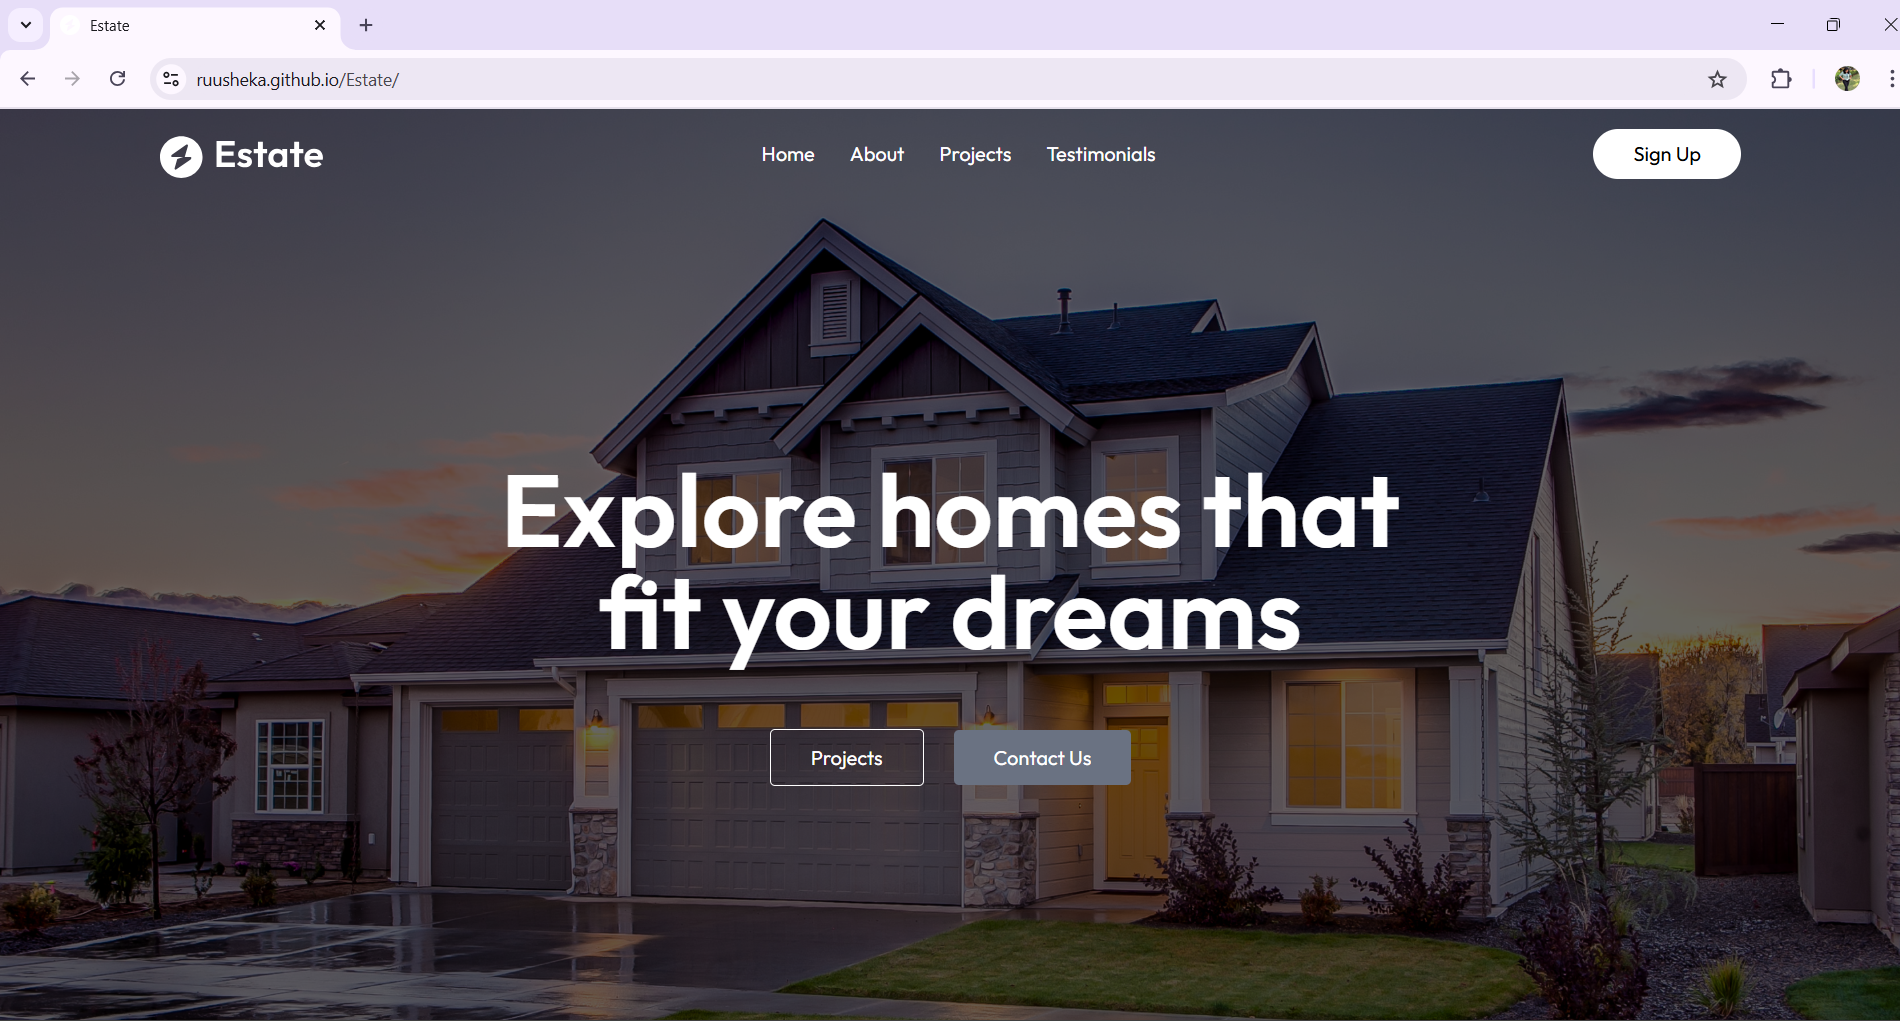 Estate
ruusheka.github.io/Estate/
Estate
Home About Projects Testimonials
Sign Up
Explore homes that
fit your dreams
Projects Contact Us